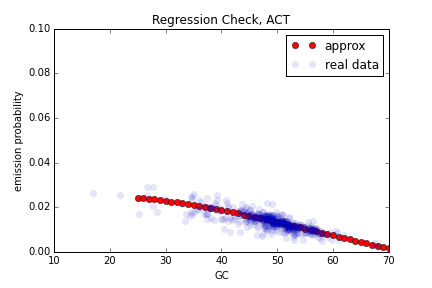 Regression Check, ACT
0.10
0.08
0.06
0.04
0.02
0.00
emission probability
approx
real data
10 20 30 40 50 60 70
GC